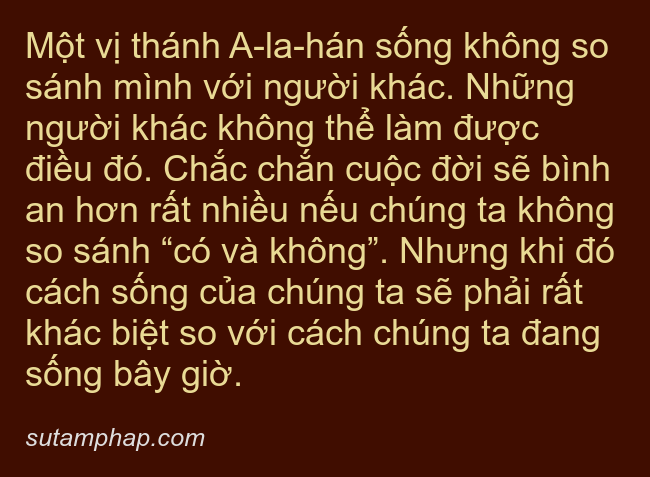 Một vị thánh A-la-hán sống không so
sánh mình với người khác. Những
người khác không thể làm được
điều đó. Chắc chắn cuộc đời sẽ bình
an hơn rất nhiều nếu chúng ta không
so sánh “có và không”. Nhưng khi đó
cách sống của chúng ta sẽ phải rất
khác biệt so với cách chúng ta đang
sống bây giờ.
sutamphap.com